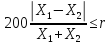 200 |X₁ − X₂| / X₁ + X₂ ≤ r